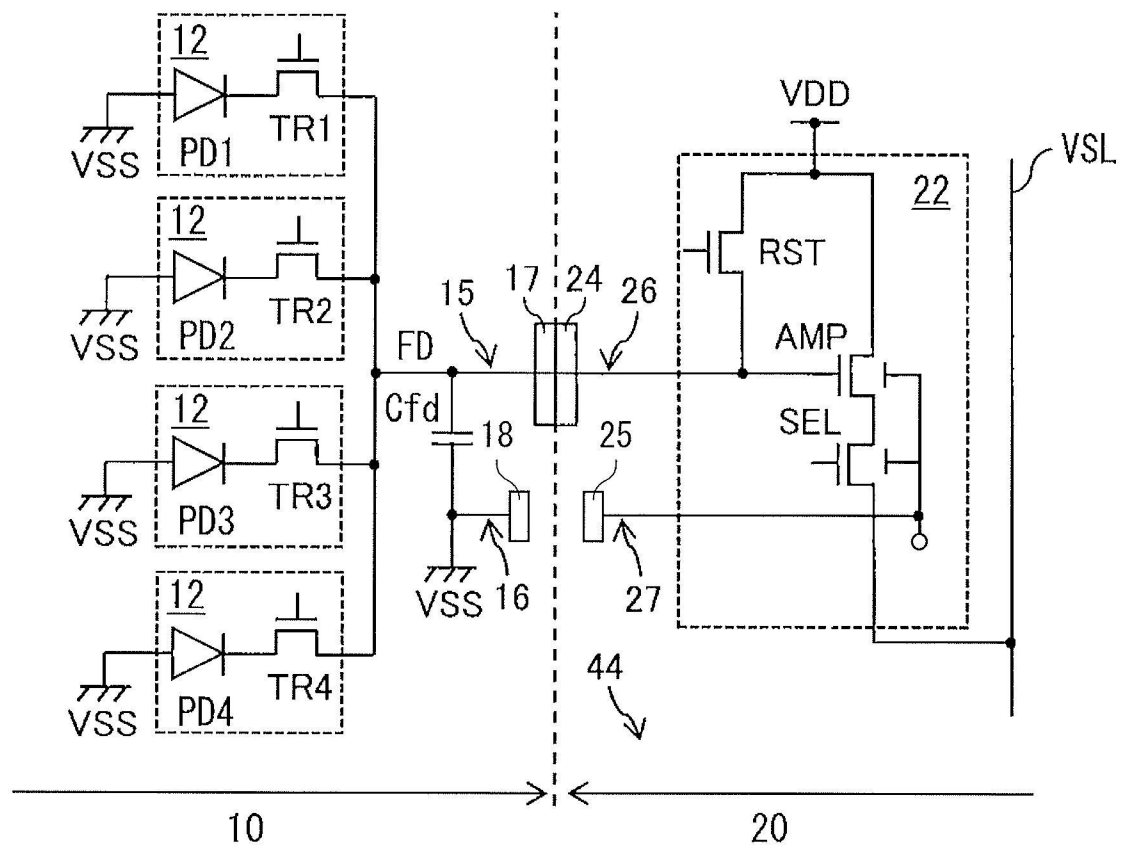 12
PD1
TR1
VSS
12
PD2
TR2
VSS
12
PD3
TR3
VSS
12
PD4
TR4
VSS
FD
Cfd
15
17
24
26
18
25
VSS
16
27
44
VDD
22
RST
AMP
SEL
VSL
10
20